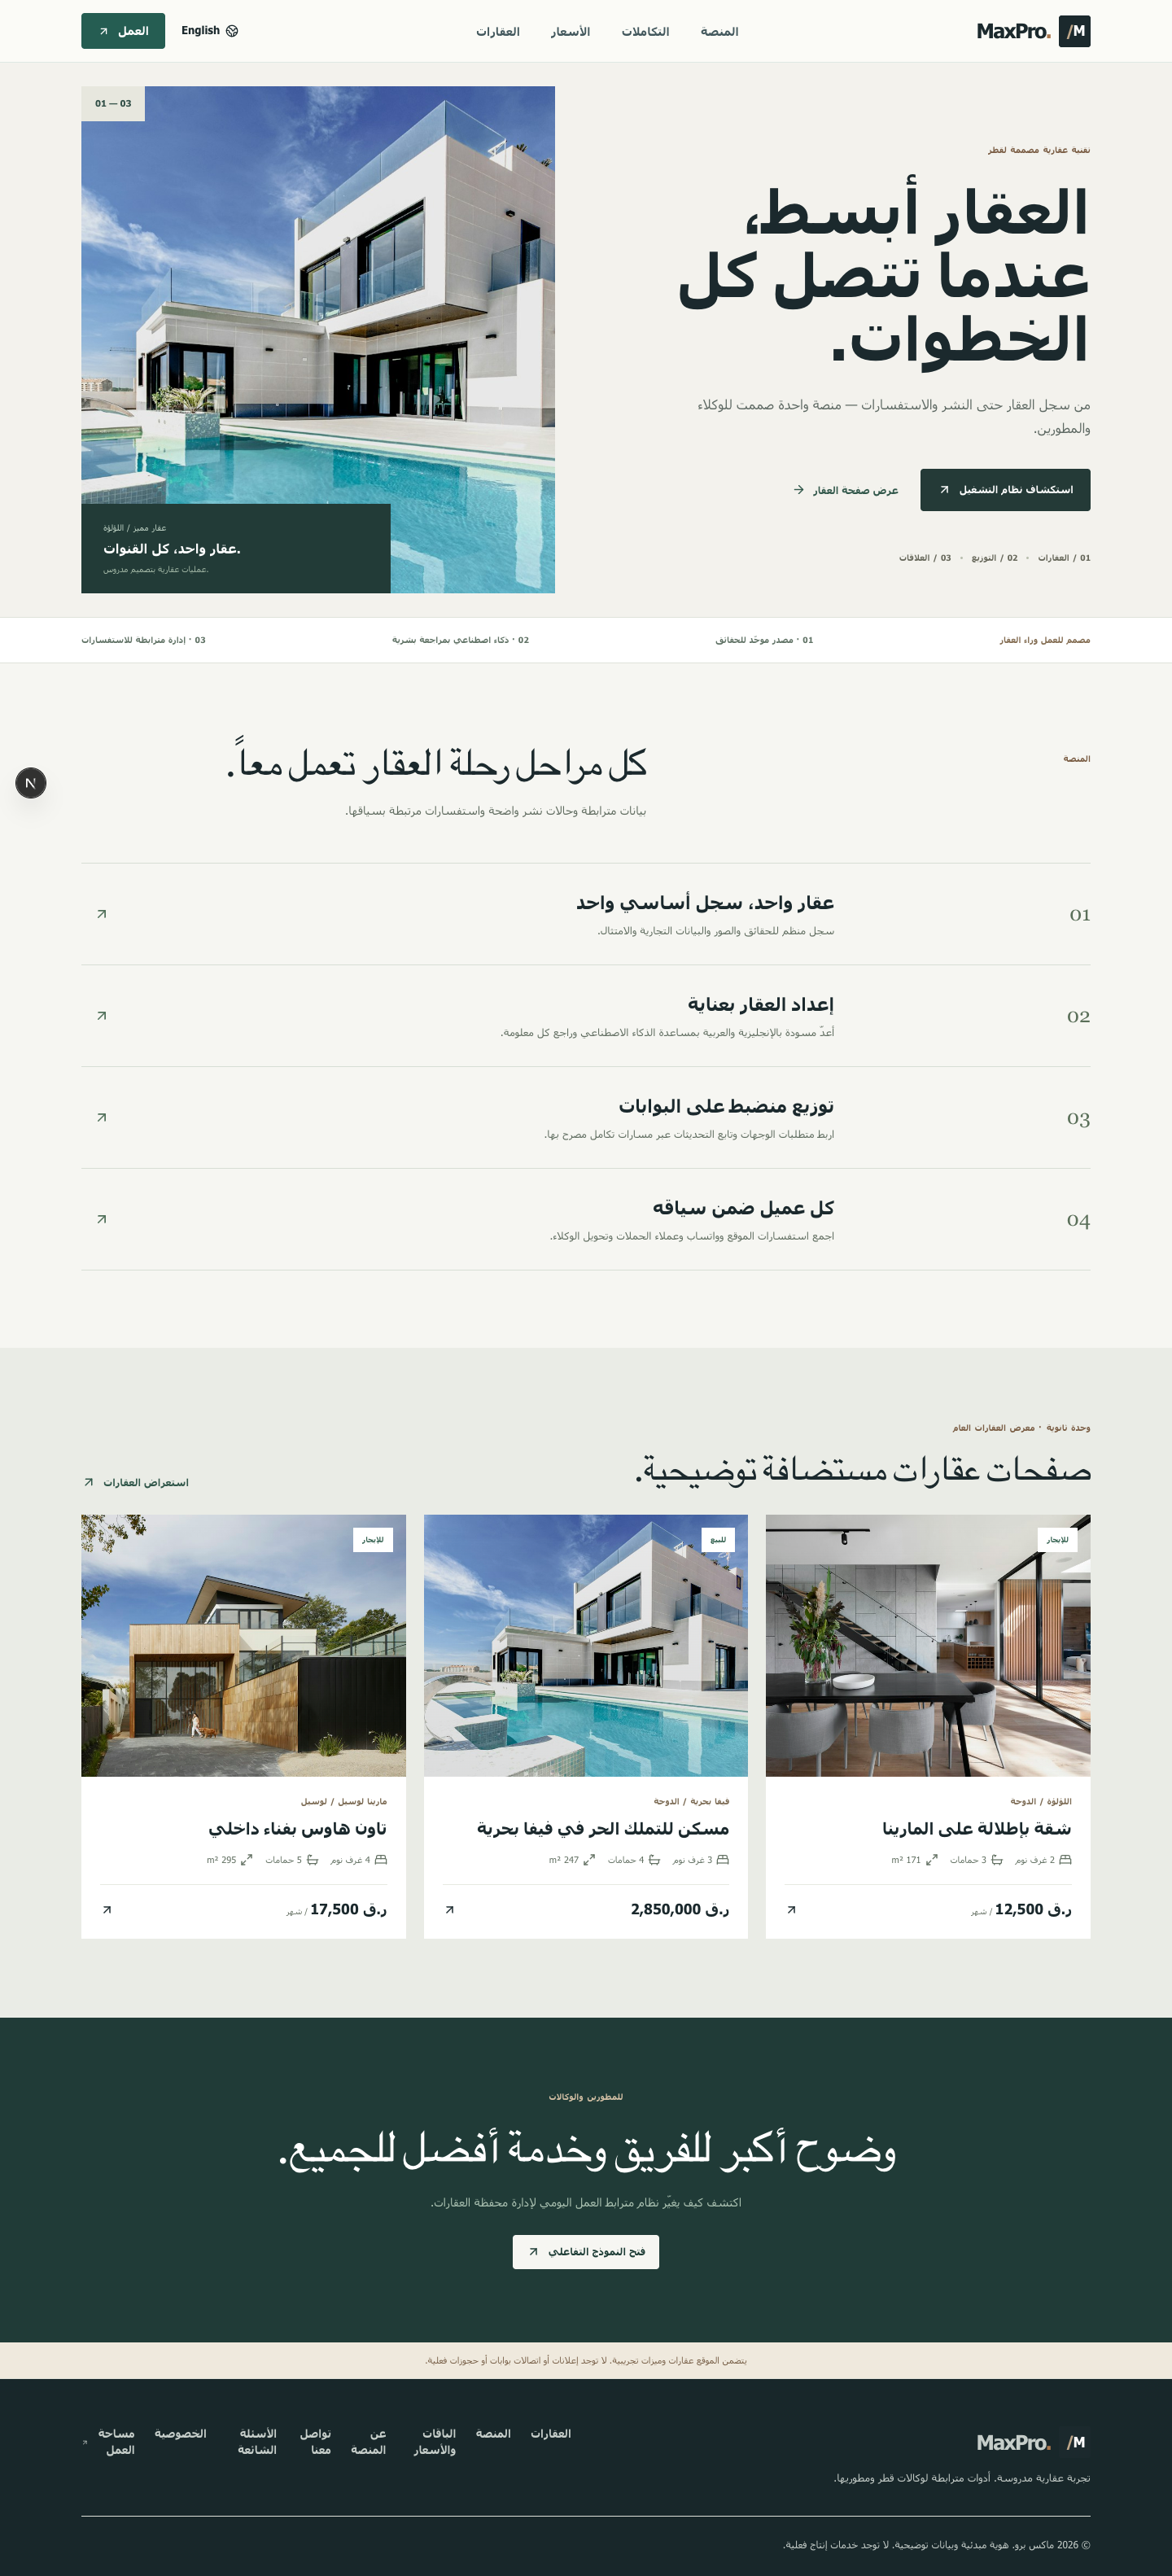 MaxPro. /M
المنصة
التكاملات
الأسعار
العقارات
English
العمل
تقنية عقارية مصممة لقطر
العقار أبسط،
عندما تتصل كل
الخطوات.
من سجل العقار حتى النشر والاستفسارات — منصة واحدة صممت للوكلاء
والمطورين.
استكشاف نظام التشغيل
عرض صفحة العقار
01 / العقارات · 02 / التوزيع · 03 / العلاقات
01 — 03
عقار مميز / اللؤلؤة
عقار واحد، كل القنوات.
عمليات عقارية بتصميم مدروس.
مصمم للعمل وراء العقار
01 · مصدر موحّد للحقائق
02 · ذكاء اصطناعي بمراجعة بشرية
03 · إدارة مترابطة للاستفسارات
المنصة
كل مراحل رحلة العقار تعمل معاً.
بيانات مترابطة وحالات نشر واضحة واستفسارات مرتبطة بسياقها.
01
عقار واحد، سجل أساسي واحد
سجل منظم للحقائق والصور والبيانات التجارية والامتثال.
02
إعداد العقار بعناية
أعدّ مسودة بالإنجليزية والعربية بمساعدة الذكاء الاصطناعي وراجع كل معلومة.
03
توزيع منضبط على البوابات
اربط متطلبات الوجهات وتابع التحديثات عبر مسارات تكامل مصرح بها.
04
كل عميل ضمن سياقه
اجمع استفسارات الموقع وواتساب وعملاء الحملات وتحويل الوكلاء.
وحدة ثانوية · معرض العقارات العام
صفحات عقارات مستضافة توضيحية.
استعراض العقارات
للإيجار
اللؤلؤة / الدوحة
شقة بإطلالة على المارينا
2 غرف نوم 3 حمامات 171 m²
ر.ق 12,500 / شهر
للبيع
فيفا بحرية / الدوحة
مسكن للتملك الحر في فيفا بحرية
3 غرف نوم 4 حمامات 247 m²
ر.ق 2,850,000
للإيجار
مارينا لوسيل / لوسيل
تاون هاوس بفناء داخلي
4 غرف نوم 5 حمامات 295 m²
ر.ق 17,500 / شهر
للمطورين والوكالات
وضوح أكبر للفريق وخدمة أفضل للجميع.
اكتشف كيف يغيّر نظام مترابط العمل اليومي لإدارة محفظة العقارات.
فتح النموذج التفاعلي
يتضمن الموقع عقارات وميزات تجريبية. لا توجد إعلانات أو اتصالات بوابات أو حجوزات فعلية.
MaxPro. /M
تجربة عقارية مدروسة. أدوات مترابطة لوكالات قطر ومطوريها.
العقارات
المنصة
الباقات
والأسعار
عن
المنصة
تواصل
معنا
الأسئلة
الشائعة
الخصوصية
مساحة
العمل
© 2026 ماكس برو. هوية مبدئية وبيانات توضيحية. لا توجد خدمات إنتاج فعلية.